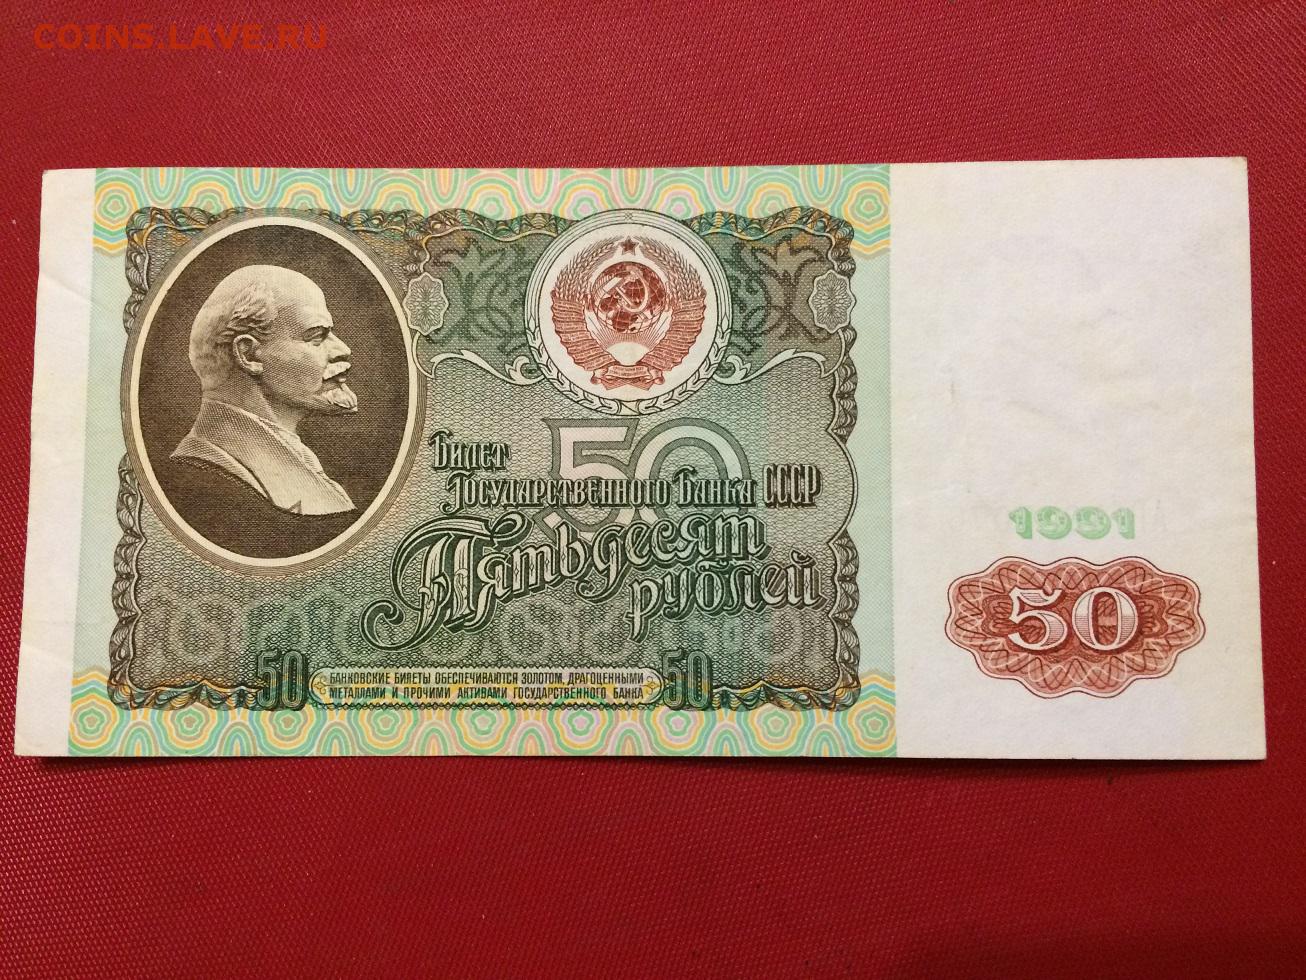 COINS.LAVE.RU
БИЛЕТ
ГОСУДАРСТВЕННОГО БАНКА СССР
50
Пятьдесят
рублей
1991
50
50
БАНКОВСКИЕ БИЛЕТЫ ОБЕСПЕЧИВАЮТСЯ ЗОЛОТОМ, ДРАГОЦЕННЫМИ
МЕТАЛЛАМИ И ПРОЧИМИ АКТИВАМИ ГОСУДАРСТВЕННОГО БАНКА
50